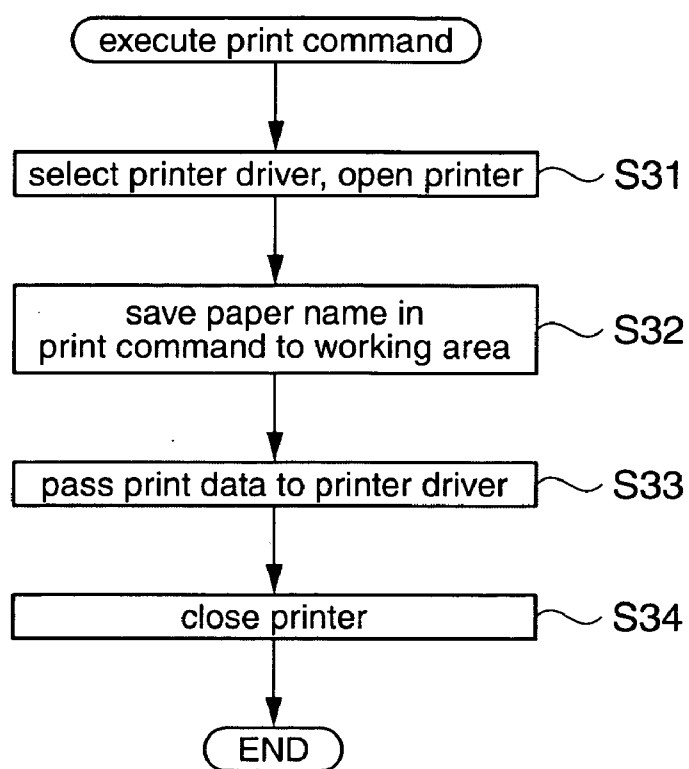 execute print command
select printer driver, open printer S31
save paper name in
print command to working area S32
pass print data to printer driver S33
close printer S34
END